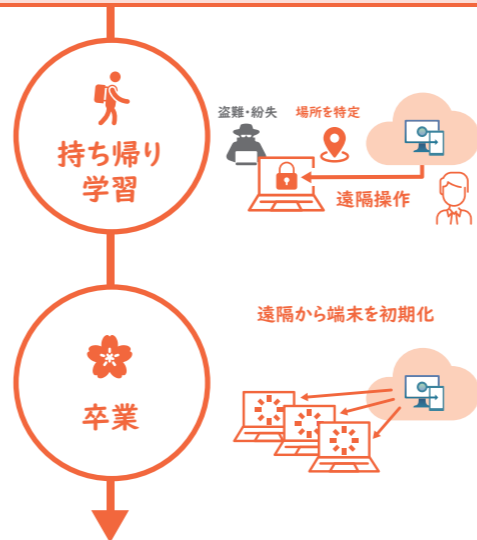 持ち帰り
学習
盗難・紛失
場所を特定
遠隔操作
遠隔から端末を初期化
卒業